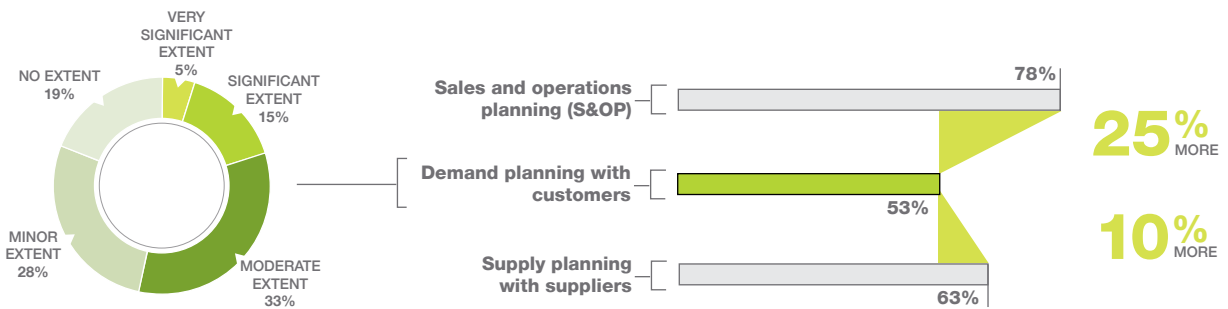 VERY
SIGNIFICANT
EXTENT
5%
SIGNIFICANT
EXTENT
15%
NO EXTENT
19%
MINOR
EXTENT
28%
MODERATE
EXTENT
33%
Sales and operations
planning (S&OP)
78%
Demand planning with
customers
53%
Supply planning
with suppliers
63%
25%
MORE
10%
MORE